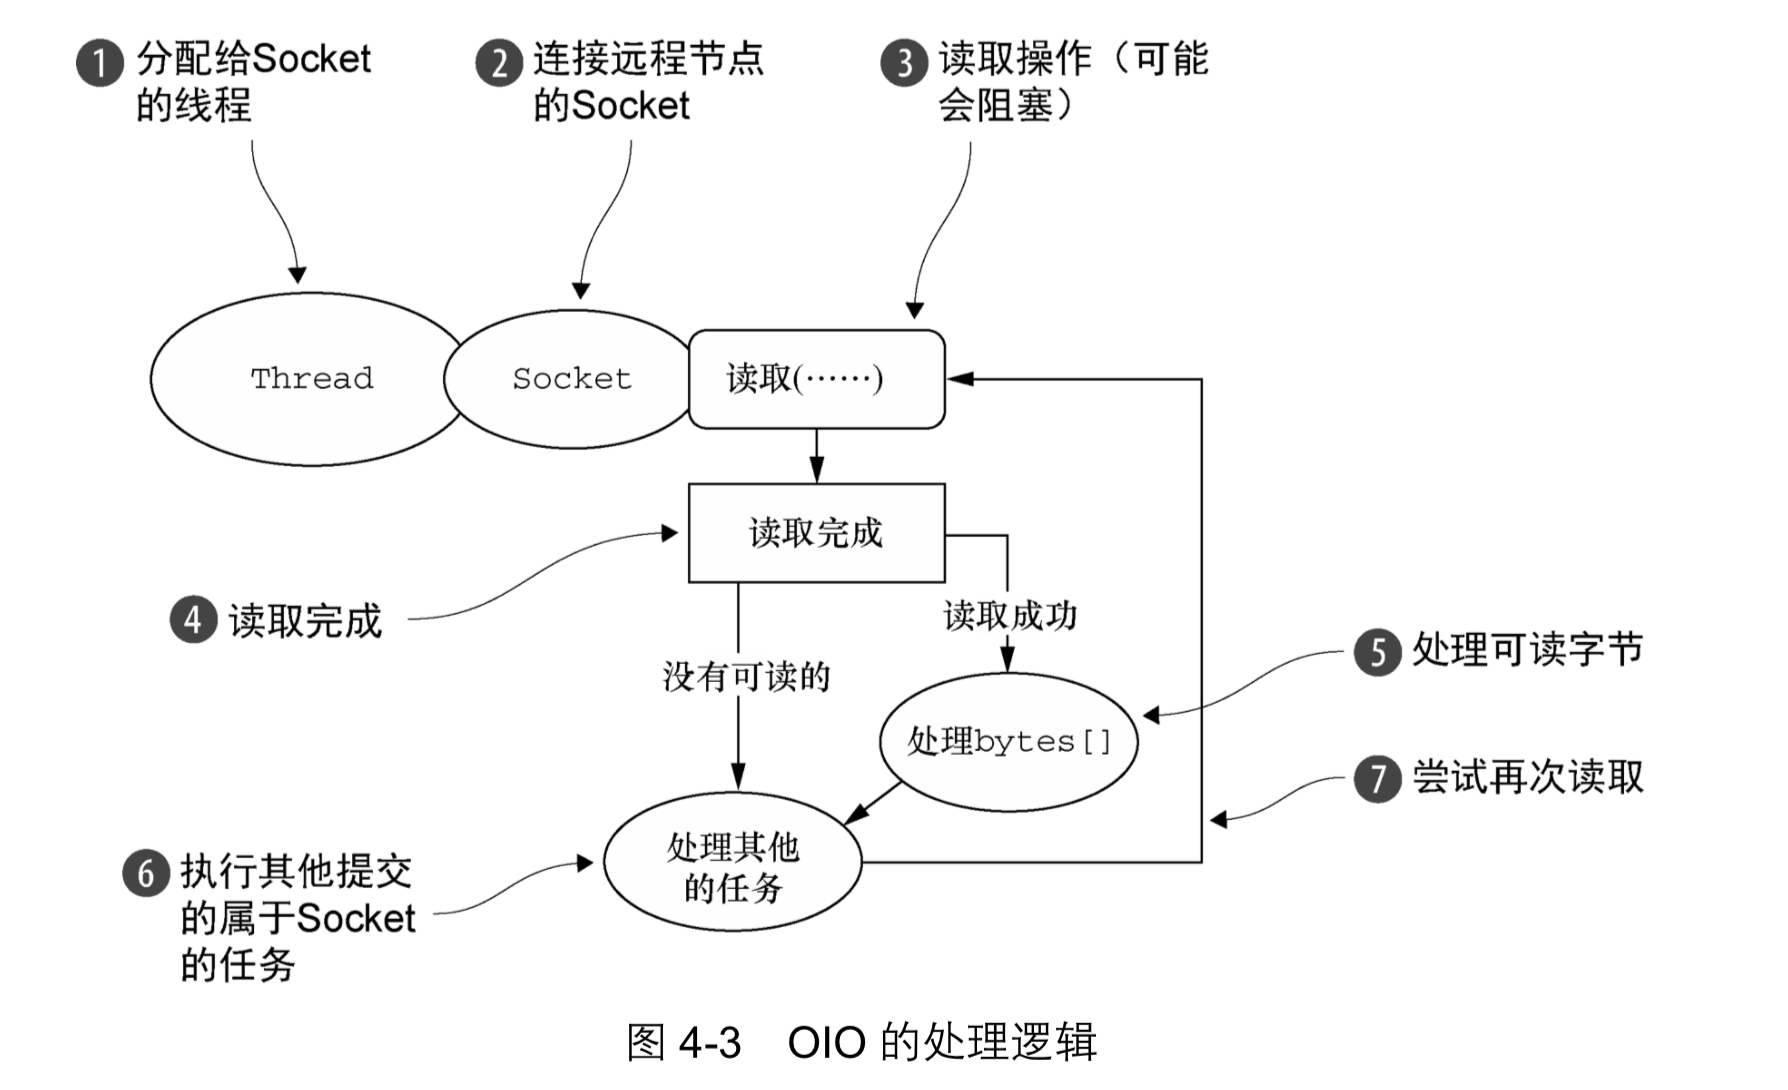 1 分配给Socket
的线程
2 连接远程节点
的Socket
3 读取操作（可能
会阻塞）
Thread
Socket
读取(……)
读取完成
4 读取完成
读取成功
没有可读的
5 处理可读字节
处理bytes[]
7 尝试再次读取
处理其他
的任务
6 执行其他提交
的属于Socket
的任务
图 4-3 OIO 的处理逻辑